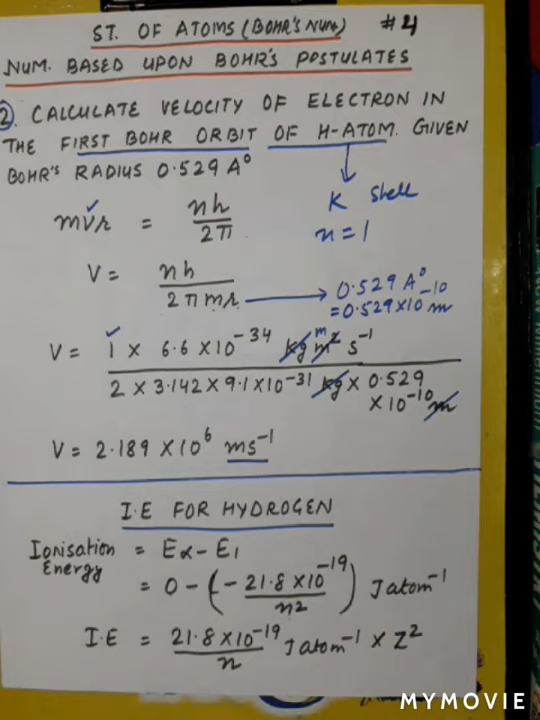 ST. OF ATOMS (BOHR'S NUM) #4
NUM. BASED UPON BOHR'S POSTULATES
2. CALCULATE VELOCITY OF ELECTRON IN
THE FIRST BOHR ORBIT OF H-ATOM. GIVEN
BOHR'S RADIUS 0.529 A°
K Shell
mvr = nh / 2π
n = 1
V = nh / 2πmr → 0.529 A°
= 0.529 × 10⁻¹⁰ m
V = 1 × 6.6 × 10⁻³⁴ kg m² m s⁻¹
2 × 3.142 × 9.1 × 10⁻³¹ kg × 0.529
× 10⁻¹⁰ m
V = 2.189 × 10⁶ ms⁻¹
I.E FOR HYDROGEN
Ionisation Energy = E∝ − E₁
= 0 − (− 21.8 × 10⁻¹⁹ / n²) J atom⁻¹
I.E = 21.8 × 10⁻¹⁹ / n J atom⁻¹ × Z²
MYMOVIE